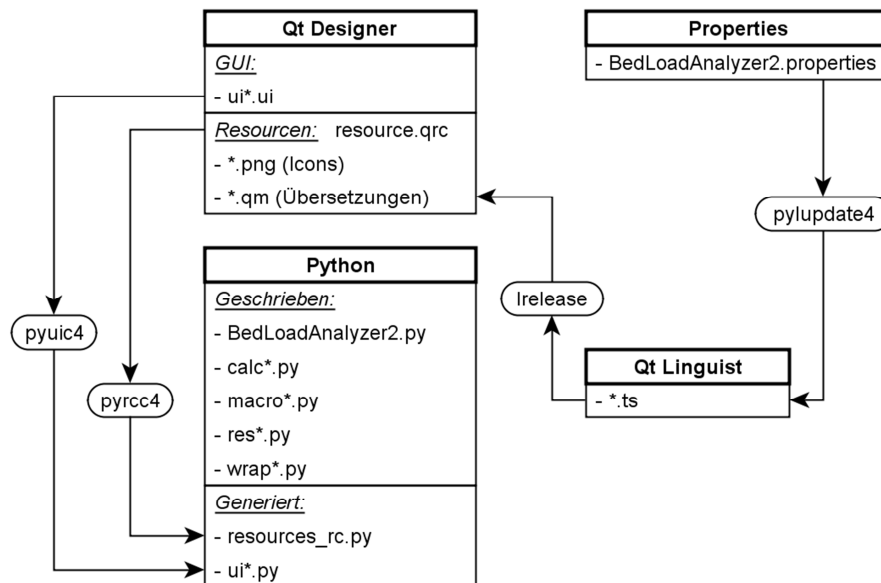 Qt Designer
GUI:
- ui*.ui
Resourcen: resource.qrc
- *.png (Icons)
- *.qm (Übersetzungen)
Properties
- BedLoadAnalyzer2.properties
pylupdate4
lrelease
Qt Linguist
- *.ts
pyuic4
pyrcc4
Python
Geschrieben:
- BedLoadAnalyzer2.py
- calc*.py
- macro*.py
- res*.py
- wrap*.py
Generiert:
- resources_rc.py
- ui*.py